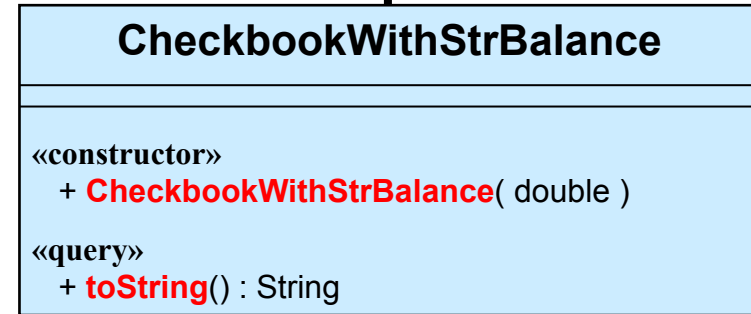 CheckbookWithStrBalance
«constructor»
+ CheckbookWithStrBalance( double )
«query»
+ toString() : String